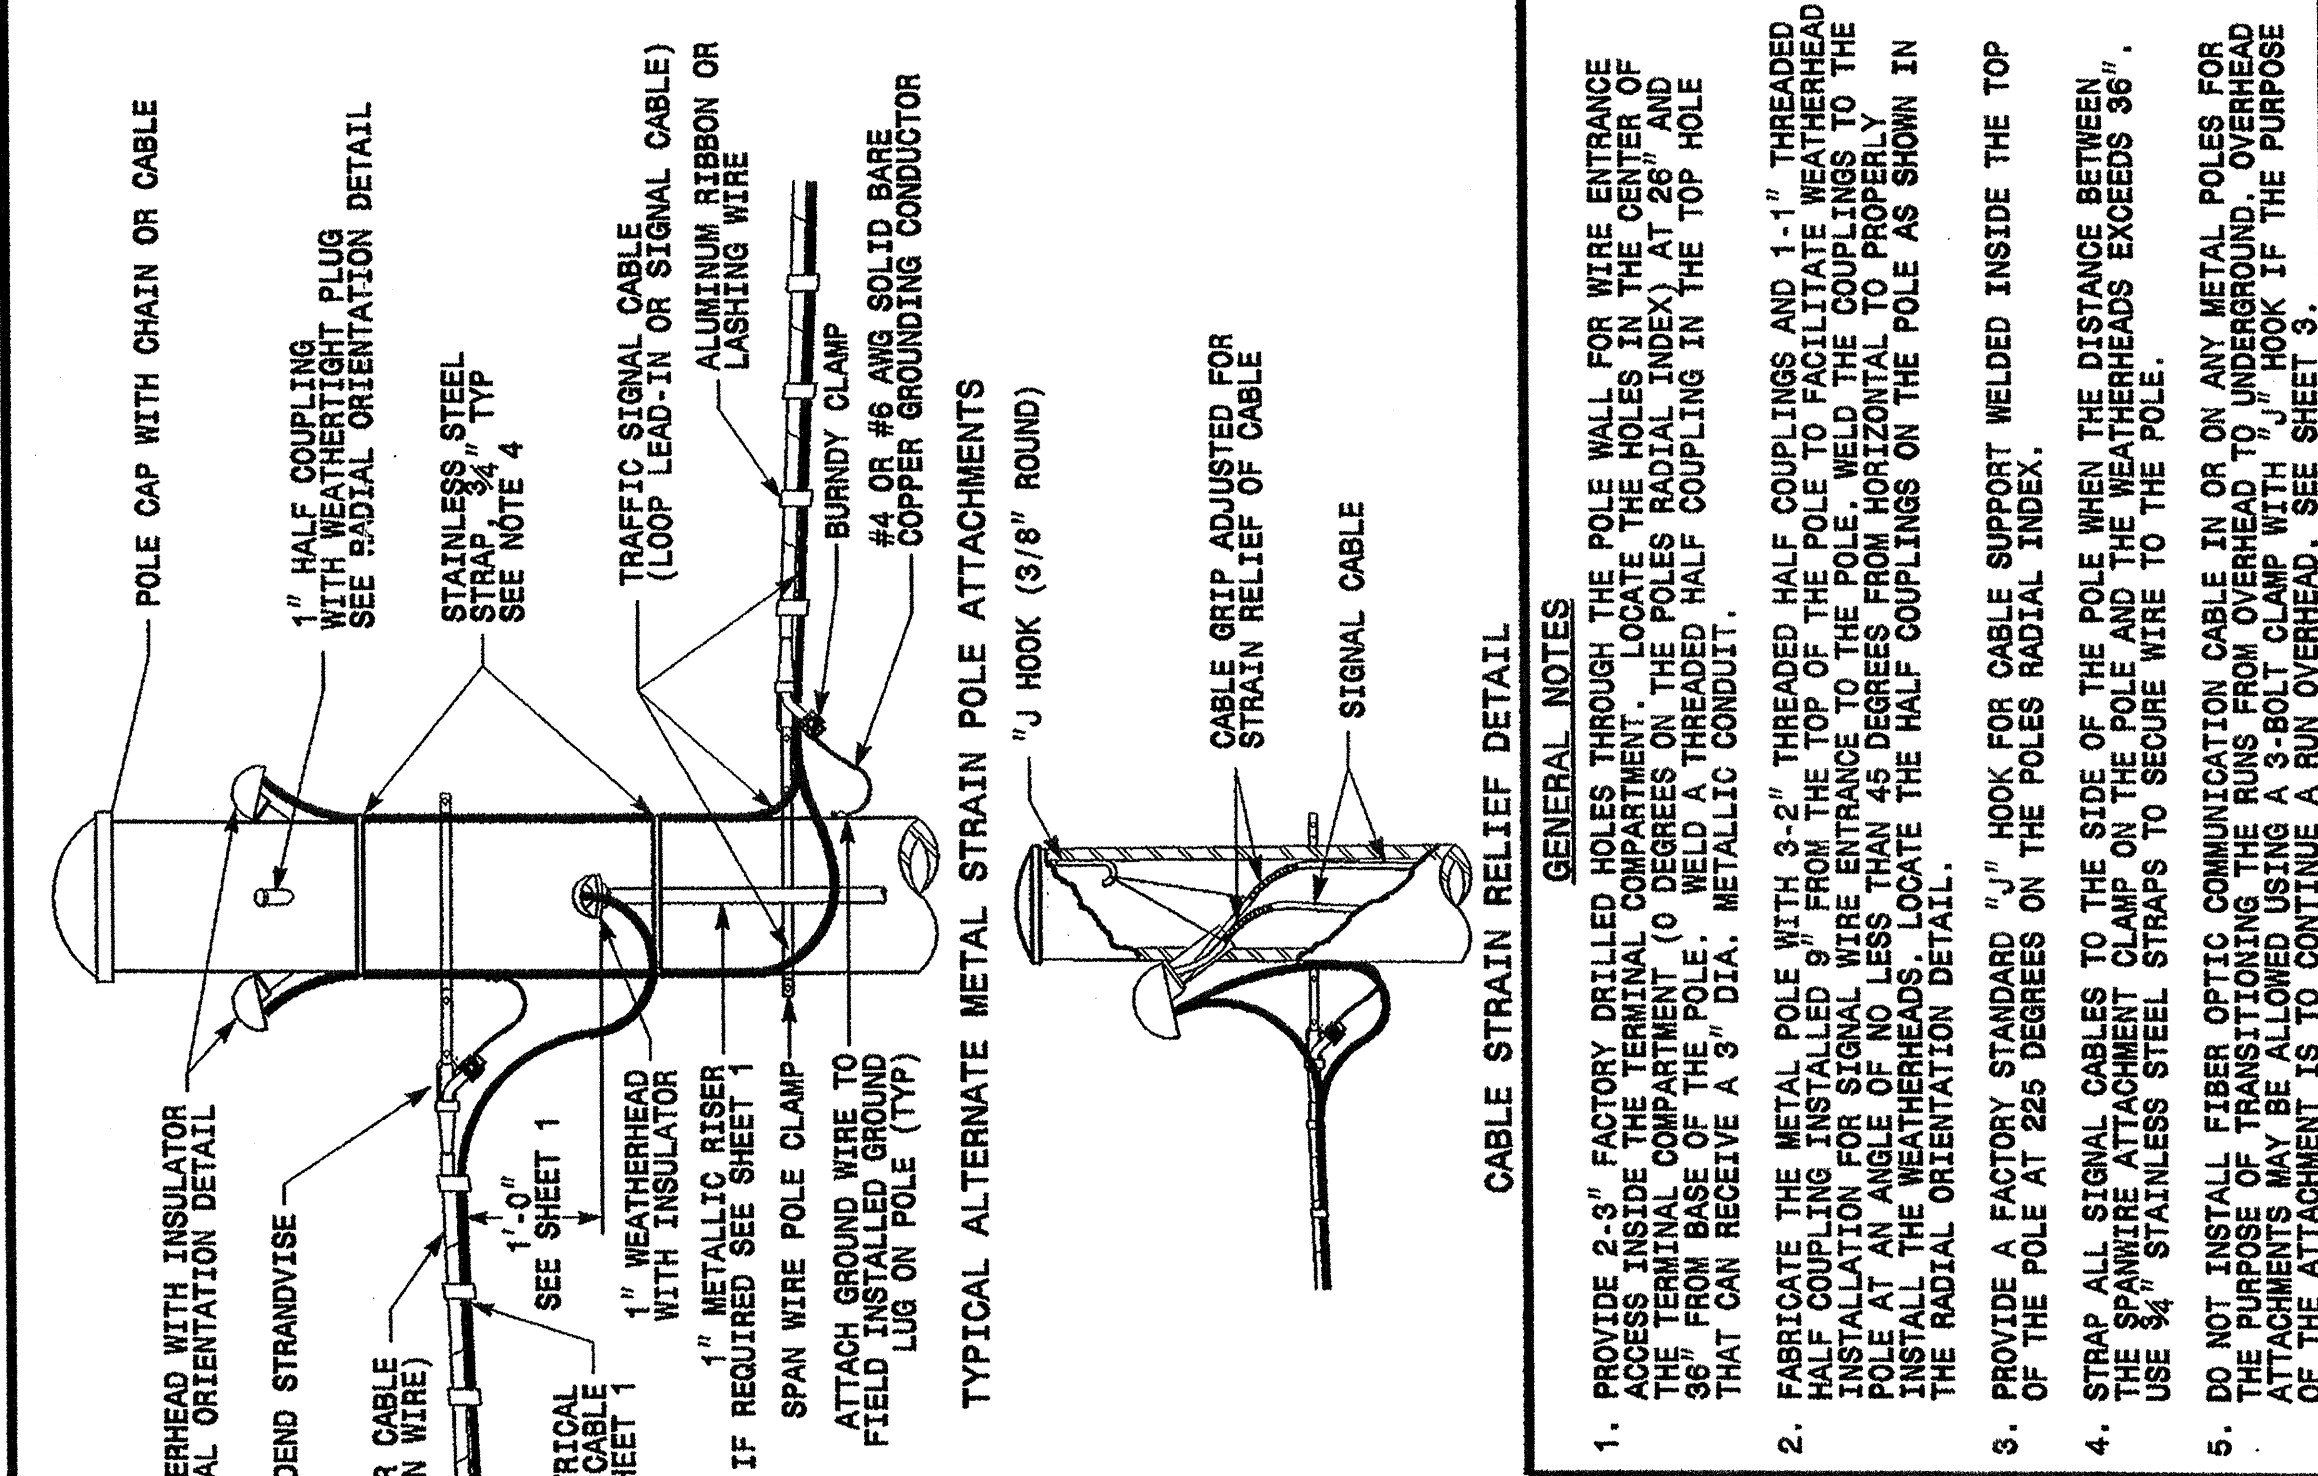 POLE CAP WITH CHAIN OR CABLE
1" HALF COUPLING
WITH WEATHERTIGHT PLUG
SEE RADIAL ORIENTATION DETAIL
STAINLESS STEEL
STRAP, 3/4" TYP
SEE NOTE 4
TRAFFIC SIGNAL CABLE
(LOOP LEAD-IN OR SIGNAL CABLE)
ALUMINUM RIBBON OR
LASHING WIRE
BURNDY CLAMP
#4 OR #6 AWG SOLID BARE
COPPER GROUNDING CONDUCTOR
ERHEAD WITH INSULATOR
AL ORIENTATION DETAIL
DEND STRANDVISE
R CABLE
N WIRE)
TRICAL
CABLE
HEET 1
1'-0"
SEE SHEET 1
1" WEATHERHEAD
WITH INSULATOR
1" METALLIC RISER
IF REQUIRED SEE SHEET 1
SPAN WIRE POLE CLAMP
ATTACH GROUND WIRE TO
FIELD INSTALLED GROUND
LUG ON POLE (TYP)
TYPICAL ALTERNATE METAL STRAIN POLE ATTACHMENTS
"J HOOK (3/8" ROUND)
CABLE GRIP ADJUSTED FOR
STRAIN RELIEF OF CABLE
SIGNAL CABLE
CABLE STRAIN RELIEF DETAIL
GENERAL NOTES
1. PROVIDE 2-3" FACTORY DRILLED HOLES THROUGH THE POLE WALL FOR WIRE ENTRANCE
ACCESS INSIDE THE TERMINAL COMPARTMENT. LOCATE THE HOLES IN THE CENTER OF
THE TERMINAL COMPARTMENT (0 DEGREES ON THE POLES RADIAL INDEX) AT 26" AND
36" FROM BASE OF THE POLE. WELD A THREADED HALF COUPLING IN THE TOP HOLE
THAT CAN RECEIVE A 3" DIA. METALLIC CONDUIT.
2. FABRICATE THE METAL POLE WITH 3-2" THREADED HALF COUPLINGS AND 1-1" THREADED
HALF COUPLING INSTALLED 9" FROM THE TOP OF THE POLE TO FACILITATE WEATHERHEAD
INSTALLATION FOR SIGNAL WIRE ENTRANCE TO THE POLE. WELD THE COUPLINGS TO THE
POLE AT AN ANGLE OF NO LESS THAN 45 DEGREES FROM HORIZONTAL TO PROPERLY
INSTALL THE WEATHERHEADS. LOCATE THE HALF COUPLINGS ON THE POLE AS SHOWN IN
THE RADIAL ORIENTATION DETAIL.
3. PROVIDE A FACTORY STANDARD "J" HOOK FOR CABLE SUPPORT WELDED INSIDE THE TOP
OF THE POLE AT 225 DEGREES ON THE POLES RADIAL INDEX.
4. STRAP ALL SIGNAL CABLES TO THE SIDE OF THE POLE WHEN THE DISTANCE BETWEEN
THE SPANWIRE ATTACHMENT CLAMP ON THE POLE AND THE WEATHERHEADS EXCEEDS 36".
USE 3/4" STAINLESS STEEL STRAPS TO SECURE WIRE TO THE POLE.
5. DO NOT INSTALL FIBER OPTIC COMMUNICATION CABLE IN OR ON ANY METAL POLES FOR
THE PURPOSE OF TRANSITIONING THE RUNS FROM OVERHEAD TO UNDERGROUND. OVERHEAD
ATTACHMENTS MAY BE ALLOWED USING A 3-BOLT CLAMP WITH "J" HOOK IF THE PURPOSE
OF THE ATTACHMENT IS TO CONTINUE A RUN OVERHEAD. SEE SHEET 3.